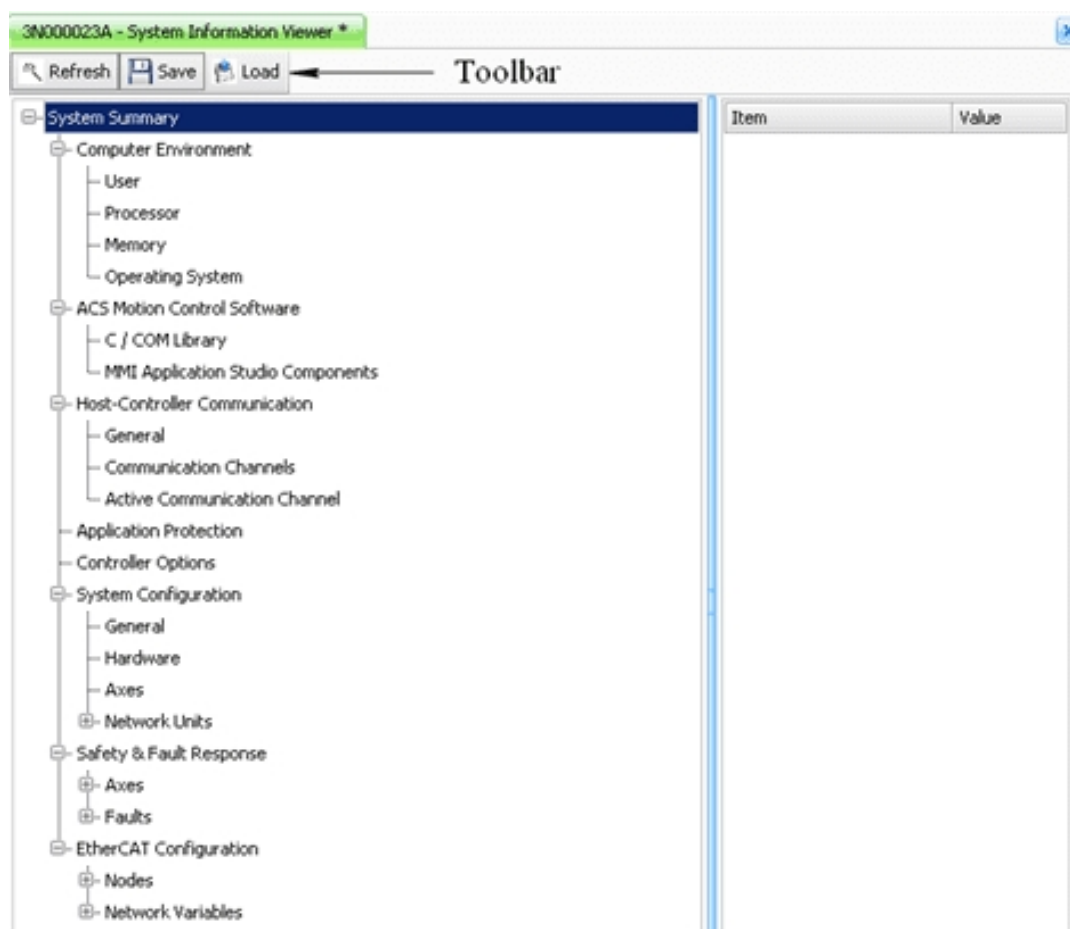 3N000023A - System Information Viewer *
Refresh Save Load Toolbar
System Summary
Item Value
Computer Environment
User
Processor
Memory
Operating System
ACS Motion Control Software
C / COM Library
MMI Application Studio Components
Host-Controller Communication
General
Communication Channels
Active Communication Channel
Application Protection
Controller Options
System Configuration
General
Hardware
Axes
Network Units
Safety & Fault Response
Axes
Faults
EtherCAT Configuration
Nodes
Network Variables